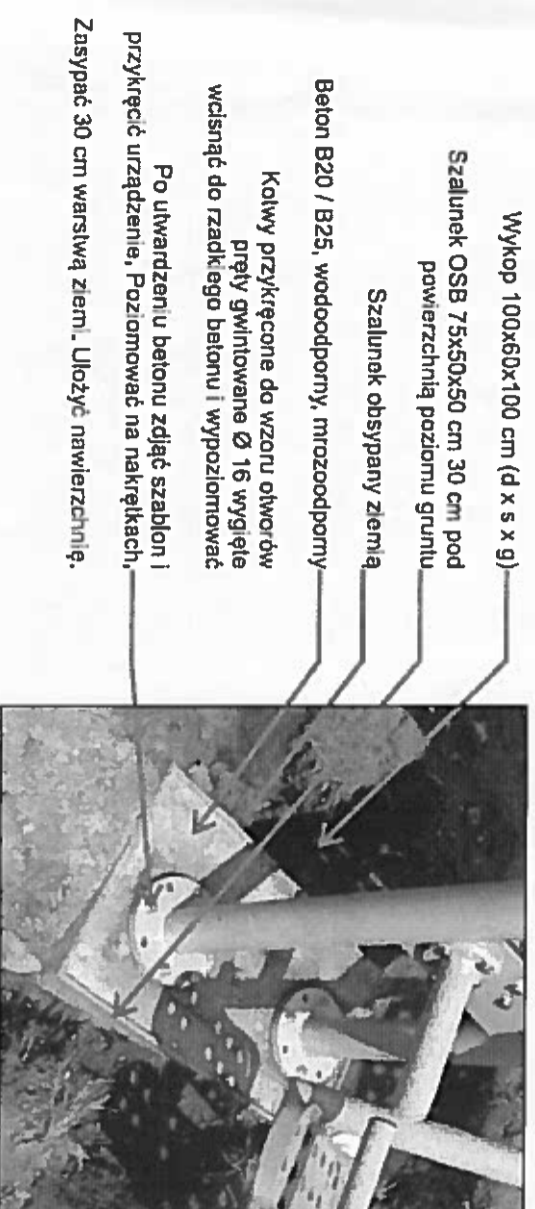 Wykop 100x60x100 cm (d x s x g)
Szalunek OSB 75x50x50 cm 30 cm pod
powierzchnią poziomu gruntu
Szalunek obsypany ziemią
Beton B20 / B25, wodoodporny, mrozoodporny
Kotwy przykręcone do wzoru otworów
pręty gwintowane Ø 16 wygięte
wcisnąć do rzadkiego betonu i wypoziomować
Po utwardzeniu betonu zdjąć szablon i
przykręcić urządzenie, Poziomować na nakrętkach,
Zasypać 30 cm warstwą ziemi. Ułożyć nawierzchnię.